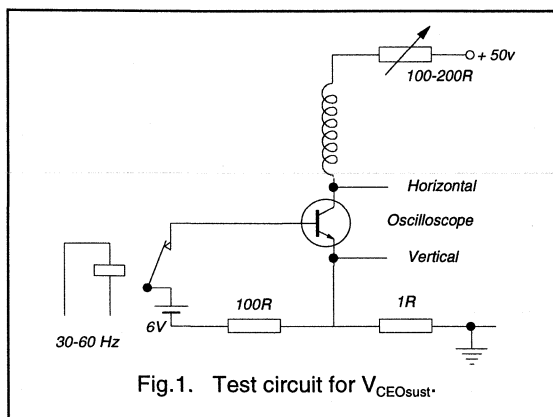 + 50v
100-200R
Horizontal
Oscilloscope
Vertical
100R
1R
6V
30-60 Hz
Fig.1. Test circuit for VCEOsust.